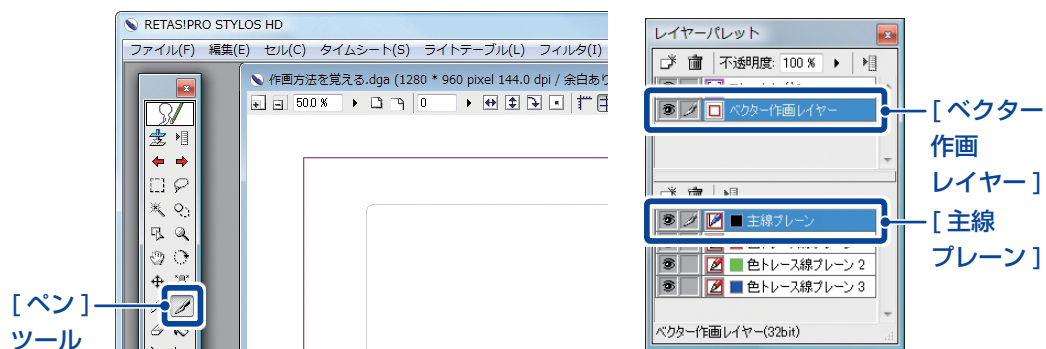 RETAS!PRO STYLOS HD
ファイル(F) 編集(E) セル(C) タイムシート(S) ライトテーブル(L) フィルタ(I)
作画方法を覚える.dga (1280 * 960 pixel 144.0 dpi / 余白あり
50.0 % 0
[ ペン ]
ツール
レイヤーパレット
不透明度: 100 %
ベクター作画レイヤー
[ ベクター
作画
レイヤー ]
主線プレーン
[ 主線
プレーン ]
色トレース線プレーン 2
色トレース線プレーン 3
ベクター作画レイヤー(32bit)